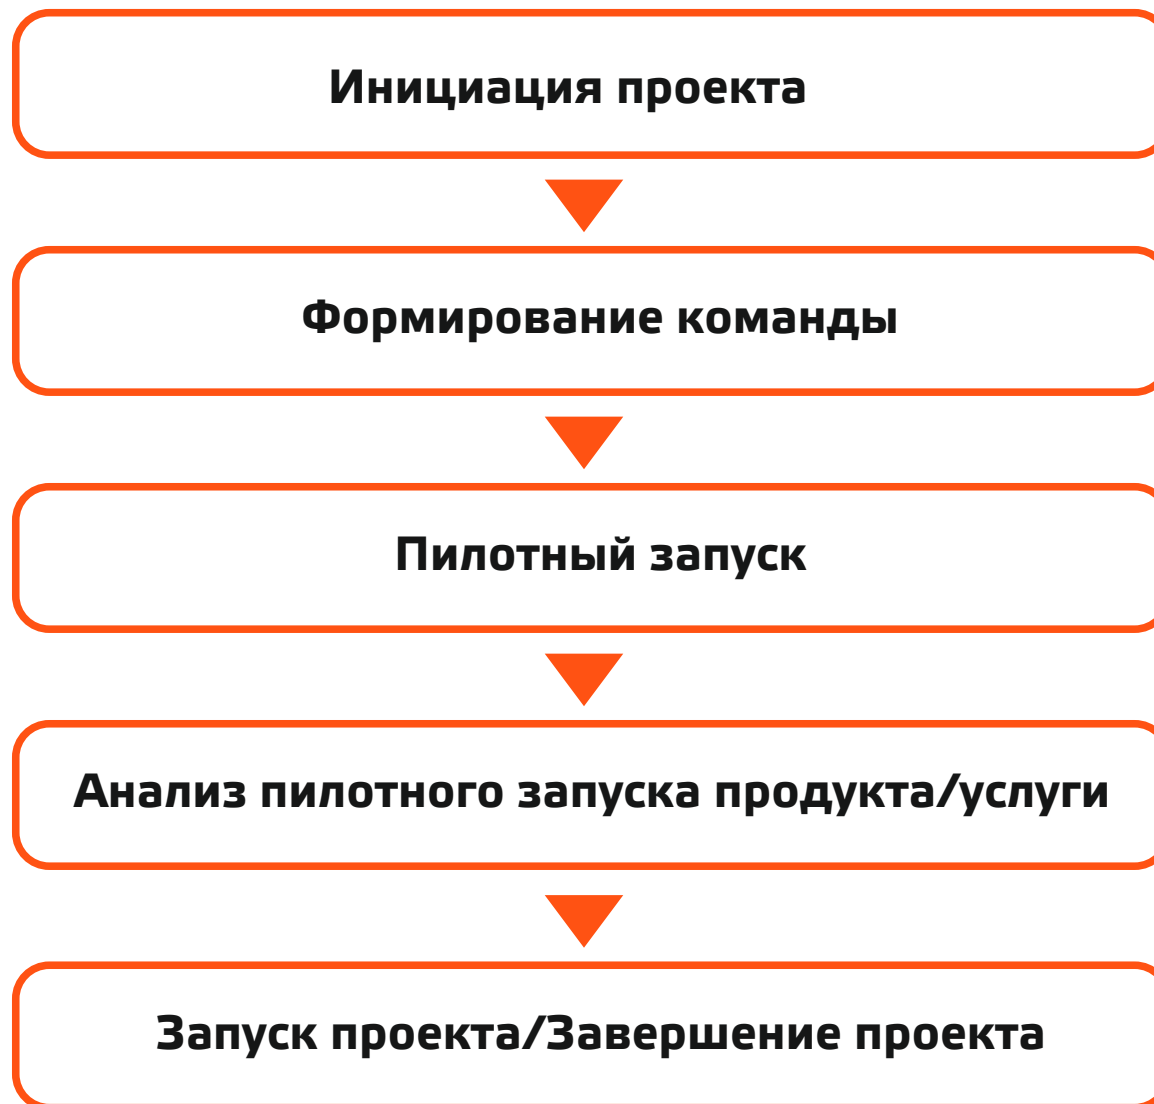 Инициация проекта
Формирование команды
Пилотный запуск
Анализ пилотного запуска продукта/услуги
Запуск проекта/Завершение проекта